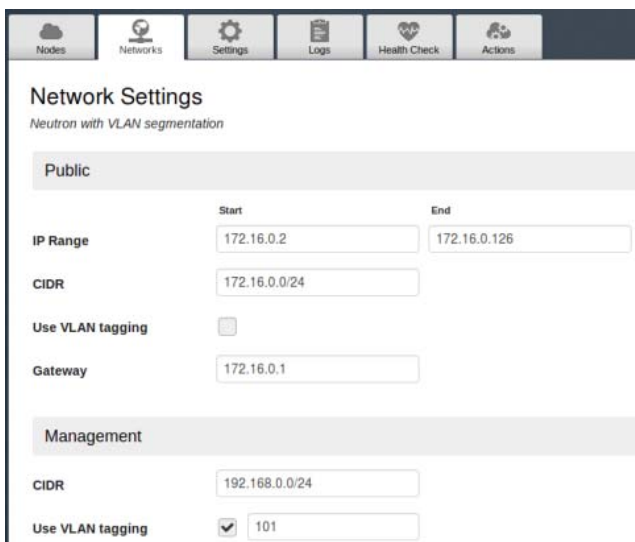 Nodes Networks Settings Logs Health Check Actions
Network Settings
Neutron with VLAN segmentation
Public
Start End
IP Range 172.16.0.2 172.16.0.126
CIDR 172.16.0.0/24
Use VLAN tagging
Gateway 172.16.0.1
Management
CIDR 192.168.0.0/24
Use VLAN tagging 101